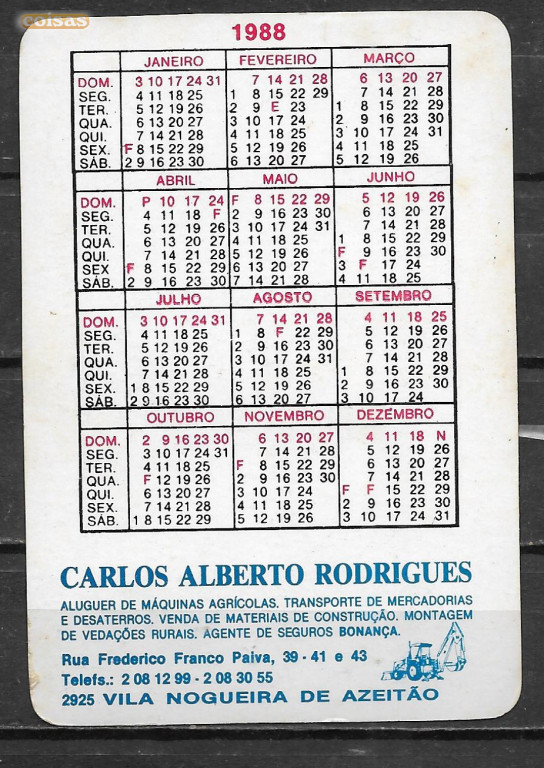 coisas
1988
JANEIRO FEVEREIRO MARÇO
DOM. 3 10 17 24 31 7 14 21 28 6 13 20 27
SEG. 4 11 18 25 1 8 15 22 29 7 14 21 28
TER. 5 12 19 26 2 9 E 23 1 8 15 22 29
QUA. 6 13 20 27 3 10 17 24 2 9 16 23 30
QUI. 7 14 21 28 4 11 18 25 3 10 17 24 31
SEX. F 8 15 22 29 5 12 19 26 4 11 18 25
SÁB. 2 9 16 23 30 6 13 20 27 5 12 19 26
ABRIL MAIO JUNHO
DOM. P 10 17 24 F 8 15 22 29 5 12 19 26
SEG. 4 11 18 F 2 9 16 23 30 6 13 20 27
TER. 5 12 19 26 3 10 17 24 31 7 14 21 28
QUA. 6 13 20 27 4 11 18 25 1 8 15 22 29
QUI. 7 14 21 28 5 12 19 26 F 9 16 23 30
SEX F 8 15 22 29 6 13 20 27 3 F 17 24
SÁB. 2 9 16 23 30 7 14 21 28 4 11 18 25
JULHO AGOSTO SETEMBRO
DOM. 3 10 17 24 31 7 14 21 28 4 11 18 25
SEG. 4 11 18 25 1 8 F 22 29 5 12 19 26
TER. 5 12 19 26 2 9 16 23 30 6 13 20 27
QUA. 6 13 20 27 3 10 17 24 31 7 14 21 28
QUI. 7 14 21 28 4 11 18 25 1 8 15 22 29
SEX. 1 8 15 22 29 5 12 19 26 2 9 16 23 30
SÁB. 2 9 16 23 30 6 13 20 27 3 10 17 24
OUTUBRO NOVEMBRO DEZEMBRO
DOM. 2 9 16 23 30 6 13 20 27 4 11 18 N
SEG. 3 10 17 24 31 7 14 21 28 5 12 19 26
TER. 4 11 18 25 F 8 15 22 29 6 13 20 27
QUA. F 12 19 26 2 9 16 23 30 7 14 21 28
QUI. 6 13 20 27 3 10 17 24 F F 15 22 29
SEX. 7 14 21 28 4 11 18 25 2 9 16 23 30
SÁB. 1 8 15 22 29 5 12 19 26 3 10 17 24 31
CARLOS ALBERTO RODRIGUES
ALUGUER DE MÁQUINAS AGRÍCOLAS. TRANSPORTE DE MERCADORIAS
E DESATERROS. VENDA DE MATERIAIS DE CONSTRUÇÃO. MONTAGEM
DE VEDAÇÕES RURAIS. AGENTE DE SEGUROS BONANÇA.
Rua Frederico Franco Paiva, 39 - 41 e 43
Telefs.: 2 08 12 99 - 2 08 30 55
2925 VILA NOGUEIRA DE AZEITÃO